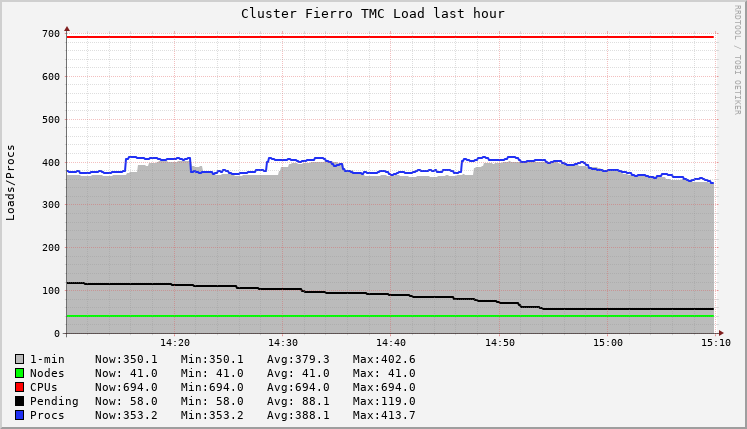 Cluster Fierro TMC Load last hour
RRDTOOL / TOBI OETIKER
Loads/Procs
700
600
500
400
300
200
100
0
14:20 14:30 14:40 14:50 15:00 15:10
1-min Now:350.1 Min:350.1 Avg:379.3 Max:402.6
Nodes Now: 41.0 Min: 41.0 Avg: 41.0 Max: 41.0
CPUs Now:694.0 Min:694.0 Avg:694.0 Max:694.0
Pending Now: 58.0 Min: 58.0 Avg: 88.1 Max:119.0
Procs Now:353.2 Min:353.2 Avg:388.1 Max:413.7